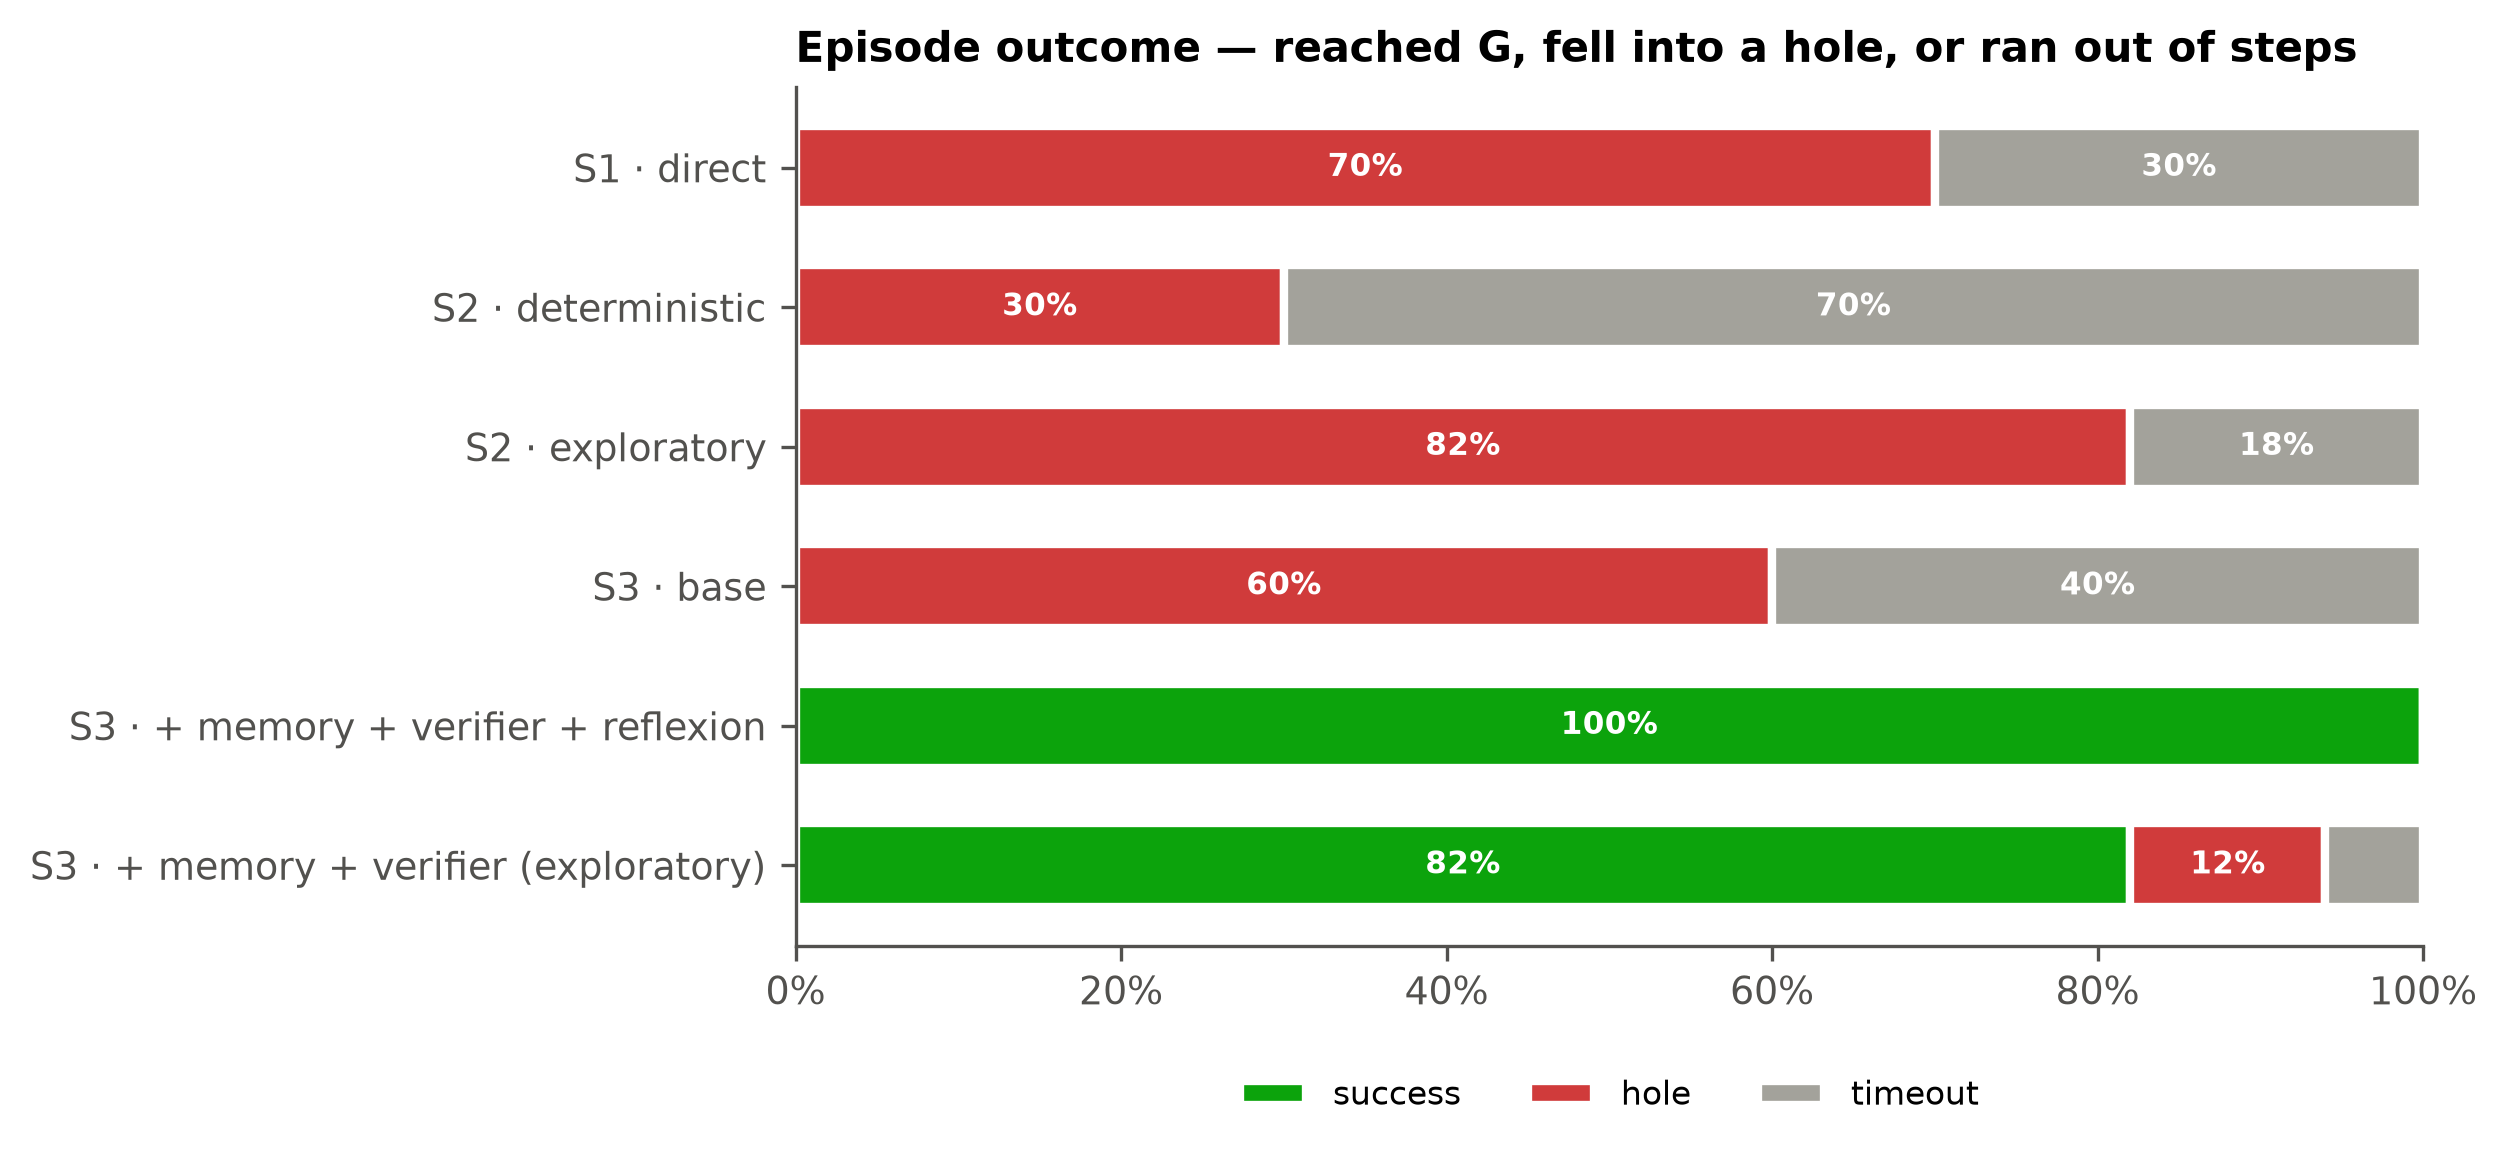 Episode outcome — reached G, fell into a hole, or ran out of steps
S1 · direct
70%
30%
S2 · deterministic
30%
70%
S2 · exploratory
82%
18%
S3 · base
60%
40%
S3 · + memory + verifier + reflexion
100%
S3 · + memory + verifier (exploratory)
82%
12%
0%
20%
40%
60%
80%
100%
success
hole
timeout